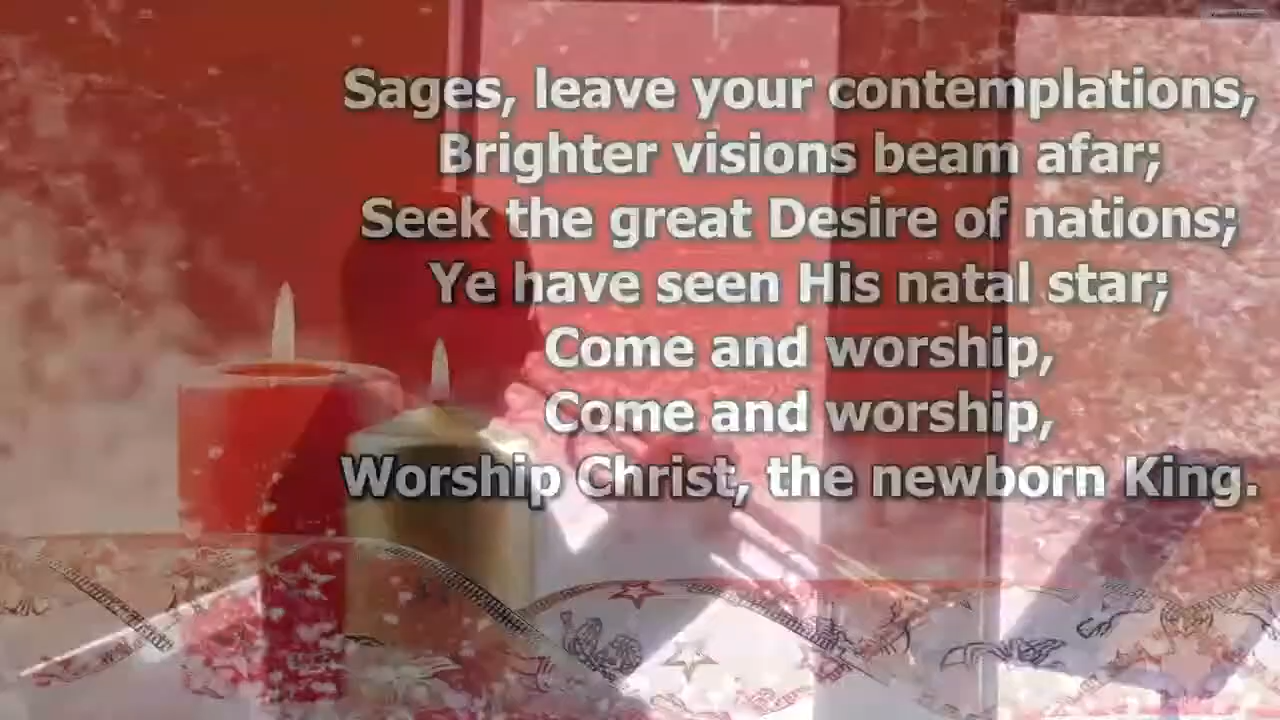 Sages, leave your contemplations,
Brighter visions beam afar;
Seek the great Desire of nations;
Ye have seen His natal star;
Come and worship,
Come and worship,
Worship Christ, the newborn King.